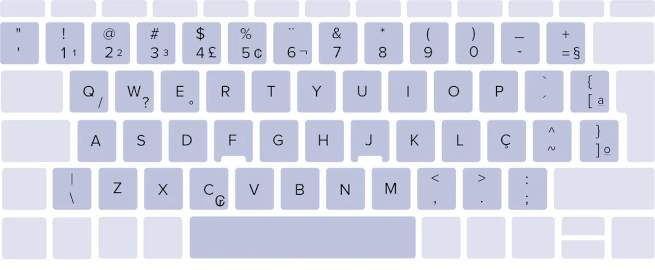 " ! @ # $ % ¨ & * ( ) _ +
' 1 1 2 2 3 3 4 £ 5 ¢ 6 ¬ 7 8 9 0 - = §
Q / W ? E ° R T Y U I O P ` ´ { [ ª
A S D F G H J K L Ç ^ ~ } ] º
| \ Z X C ₢ V B N M < , > . : ;